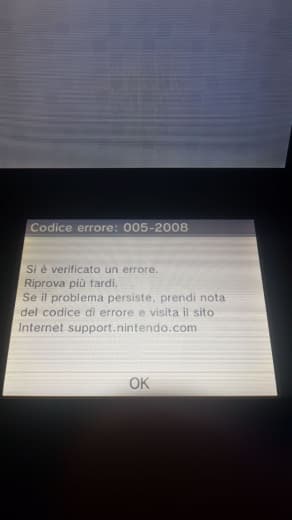 Codice errore: 005-2008
Si è verificato un errore.
Riprova più tardi.
Se il problema persiste, prendi nota
del codice di errore e visita il sito
Internet support.nintendo.com
OK